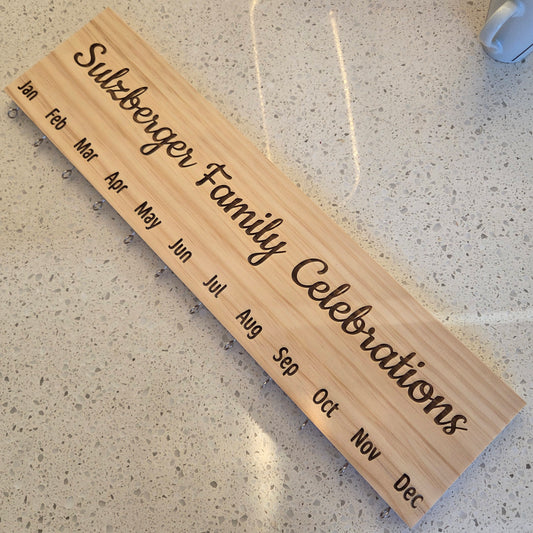 Sulzberger Family Celebrations
Jan Feb Mar Apr May Jun Jul Aug Sep Oct Nov Dec